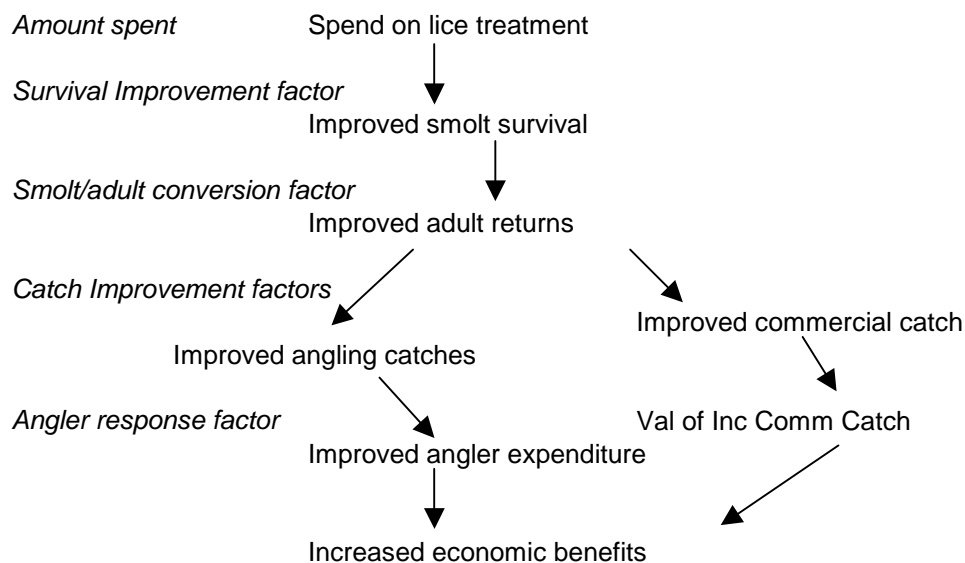 Amount spent Spend on lice treatment
Survival Improvement factor
Improved smolt survival
Smolt/adult conversion factor
Improved adult returns
Catch Improvement factors
Improved commercial catch
Improved angling catches
Angler response factor Val of Inc Comm Catch
Improved angler expenditure
Increased economic benefits